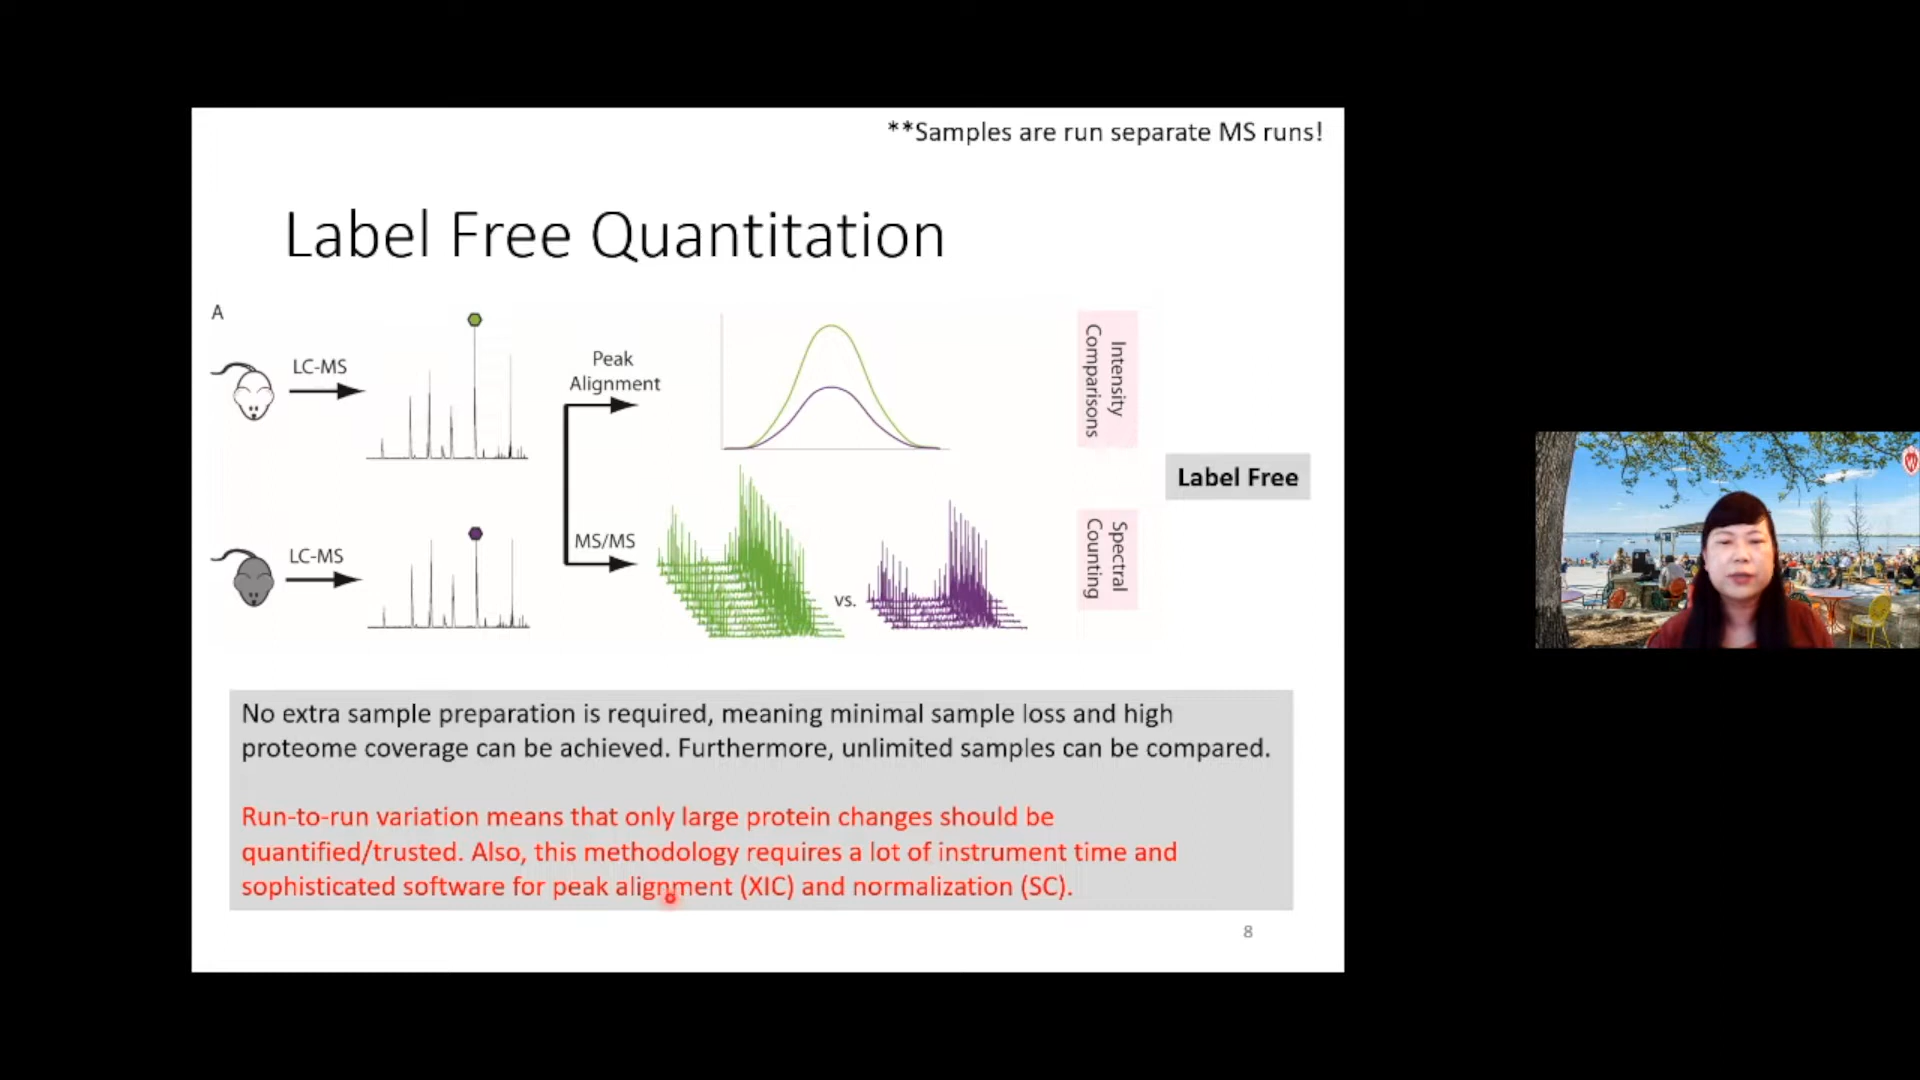 **Samples are run separate MS runs!
Label Free Quantitation
A
LC-MS
Peak
Alignment
Intensity
Comparisons
Label Free
LC-MS
MS/MS
vs.
Spectral
Counting
No extra sample preparation is required, meaning minimal sample loss and high
proteome coverage can be achieved. Furthermore, unlimited samples can be compared.
Run-to-run variation means that only large protein changes should be
quantified/trusted. Also, this methodology requires a lot of instrument time and
sophisticated software for peak alignment (XIC) and normalization (SC).
8